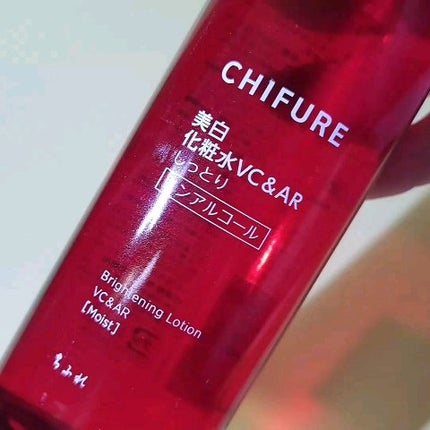 CHIFURE
美白
化粧水VC&AR
しっとり
ノンアルコール
Brightening Lotion
VC&AR
[Moist]
ちふれ